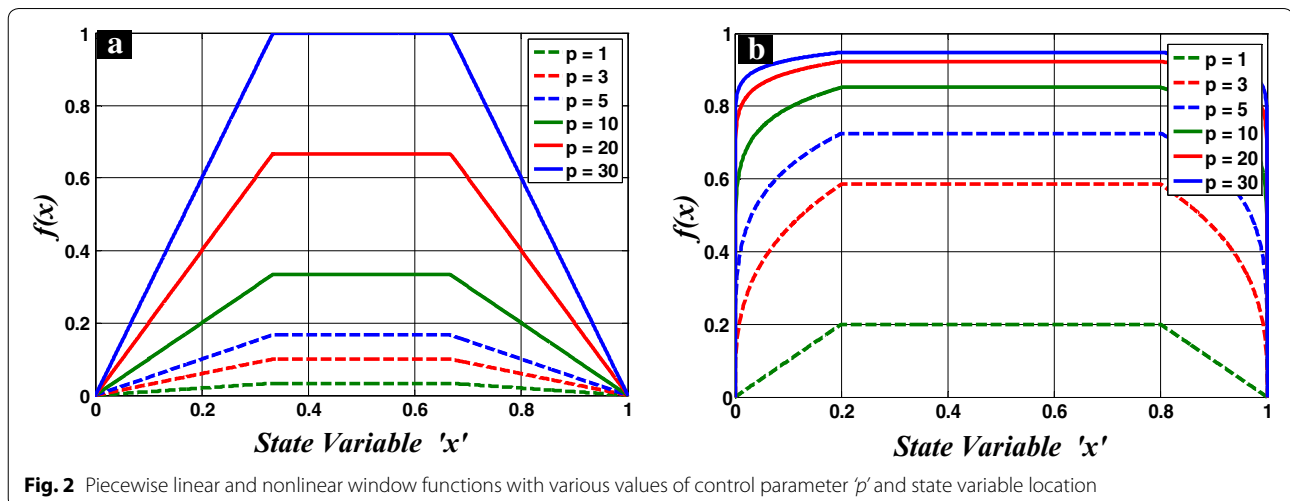 a
1
0.8
0.6
0.4
0.2
0
f(x)
0
0.2
0.4
0.6
0.8
1
State Variable 'x'
p = 1
p = 3
p = 5
p = 10
p = 20
p = 30
b
1
0.8
0.6
0.4
0.2
0
f(x)
0
0.2
0.4
0.6
0.8
1
State Variable 'x'
p = 1
p = 3
p = 5
p = 10
p = 20
p = 30
Fig. 2 Piecewise linear and nonlinear window functions with various values of control parameter 'p' and state variable location